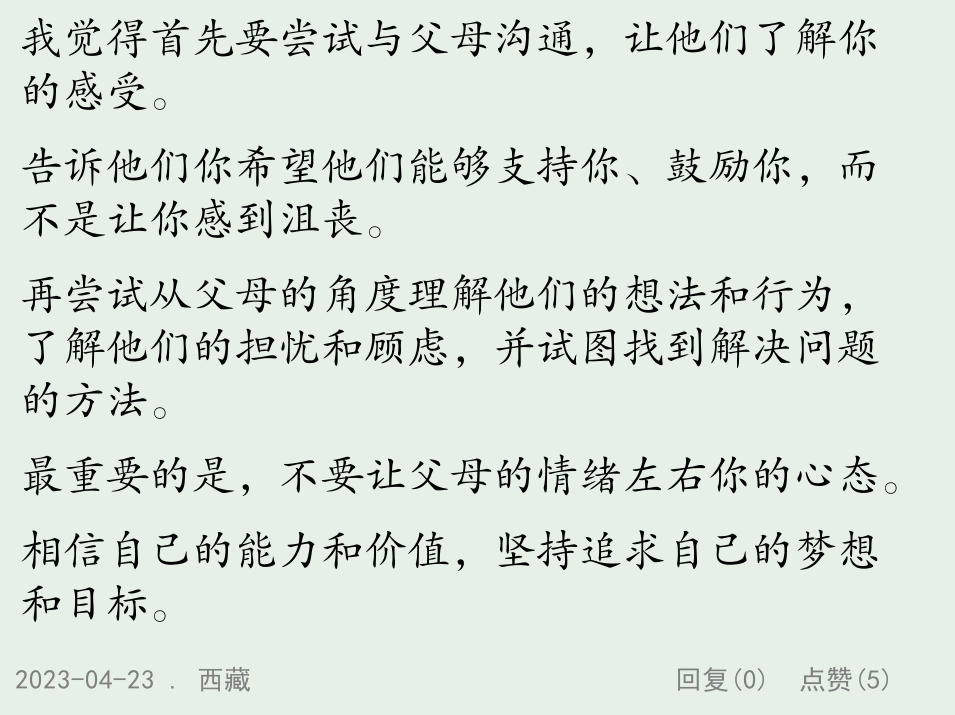 我觉得首先要尝试与父母沟通，让他们了解你
的感受。
告诉他们你希望他们能够支持你、鼓励你，而
不是让你感到沮丧。
再尝试从父母的角度理解他们的想法和行为，
了解他们的担忧和顾虑，并试图找到解决问题
的方法。
最重要的是，不要让父母的情绪左右你的心态。
相信自己的能力和价值，坚持追求自己的梦想
和目标。
2023-04-23 . 西藏 回复(0) 点赞(5)